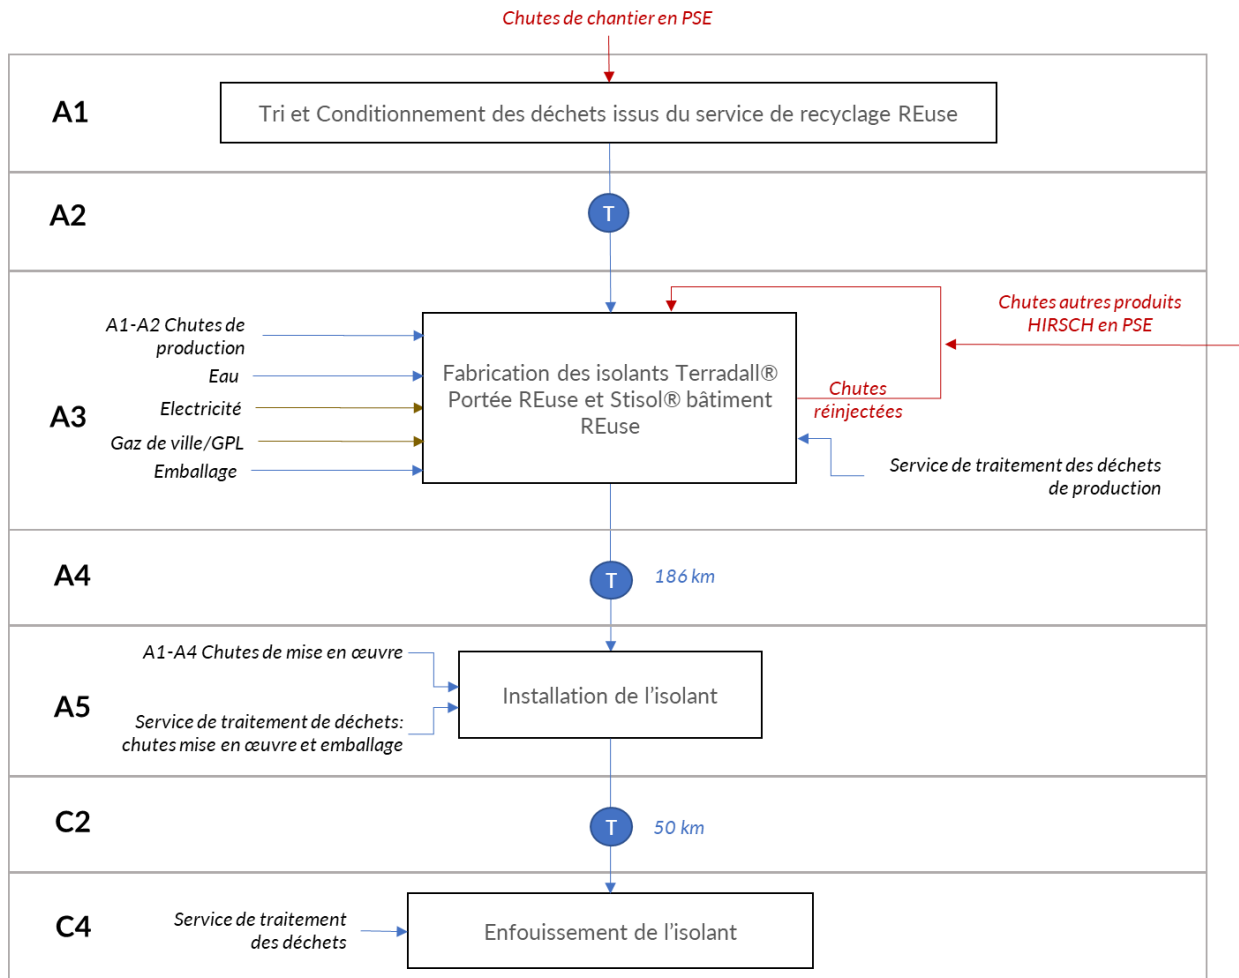 Chutes de chantier en PSE
A1
Tri et Conditionnement des déchets issus du service de recyclage REuse
A2
T
A3
A1-A2 Chutes de
production
Eau
Electricité
Gaz de ville/GPL
Emballage
Fabrication des isolants Terradall®
Portée REuse et Stisol® bâtiment
REuse
Chutes autres produits
HIRSCH en PSE
Chutes
réinjectées
Service de traitement des déchets
de production
A4
T
186 km
A5
A1-A4 Chutes de mise en œuvre
Service de traitement de déchets:
chutes mise en œuvre et emballage
Installation de l’isolant
C2
T
50 km
C4
Service de traitement
des déchets
Enfouissement de l’isolant